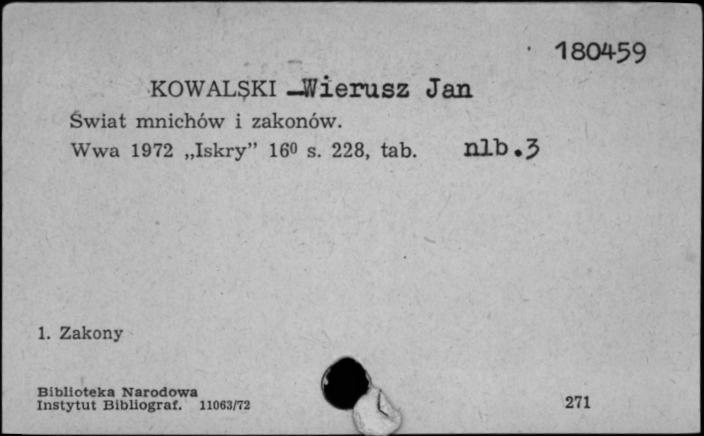 180459
KOWALSKI -Wierusz Jan
Świat mnichów i zakonów.
Wwa 1972 „Iskry” 16⁰ s. 228, tab. nlb.3
1. Zakony
Biblioteka Narodowa
Instytut Bibliograf. 11063/72
271